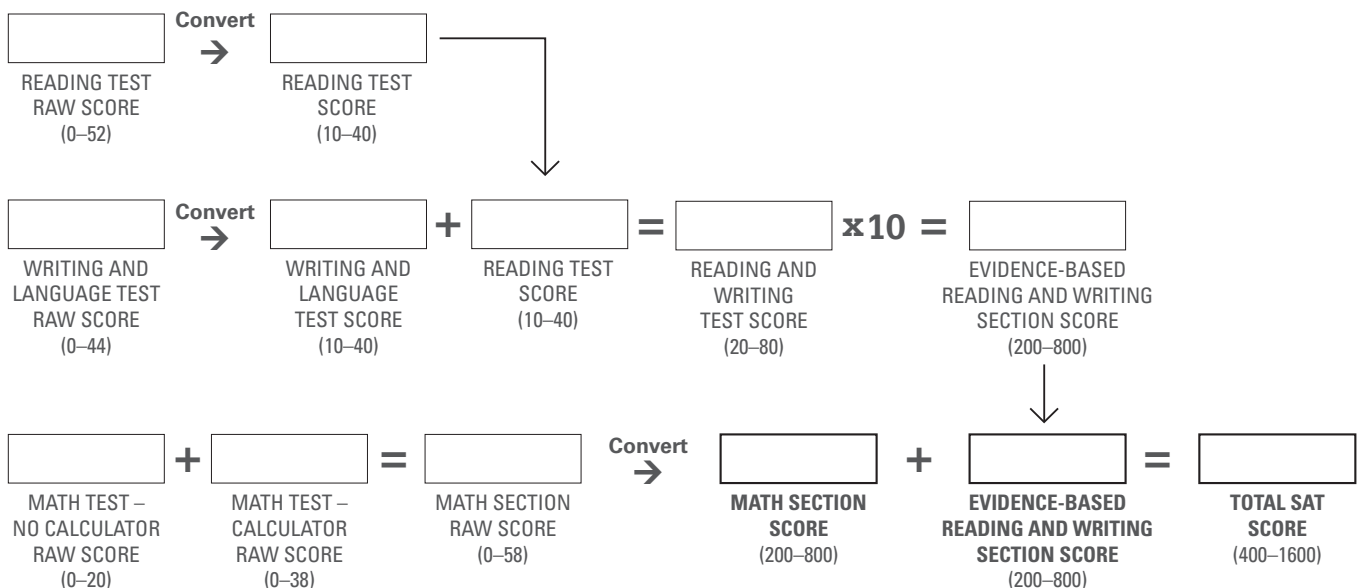 Convert
→
READING TEST
RAW SCORE
(0–52)
READING TEST
SCORE
(10–40)
Convert
→
+
=
x10 =
WRITING AND
LANGUAGE TEST
RAW SCORE
(0–44)
WRITING AND
LANGUAGE
TEST SCORE
(10–40)
READING TEST
SCORE
(10–40)
READING AND
WRITING
TEST SCORE
(20–80)
EVIDENCE-BASED
READING AND WRITING
SECTION SCORE
(200–800)
+
=
Convert
→
+
=
MATH TEST –
NO CALCULATOR
RAW SCORE
(0–20)
MATH TEST –
CALCULATOR
RAW SCORE
(0–38)
MATH SECTION
RAW SCORE
(0–58)
MATH SECTION
SCORE
(200–800)
EVIDENCE-BASED
READING AND WRITING
SECTION SCORE
(200–800)
TOTAL SAT
SCORE
(400–1600)